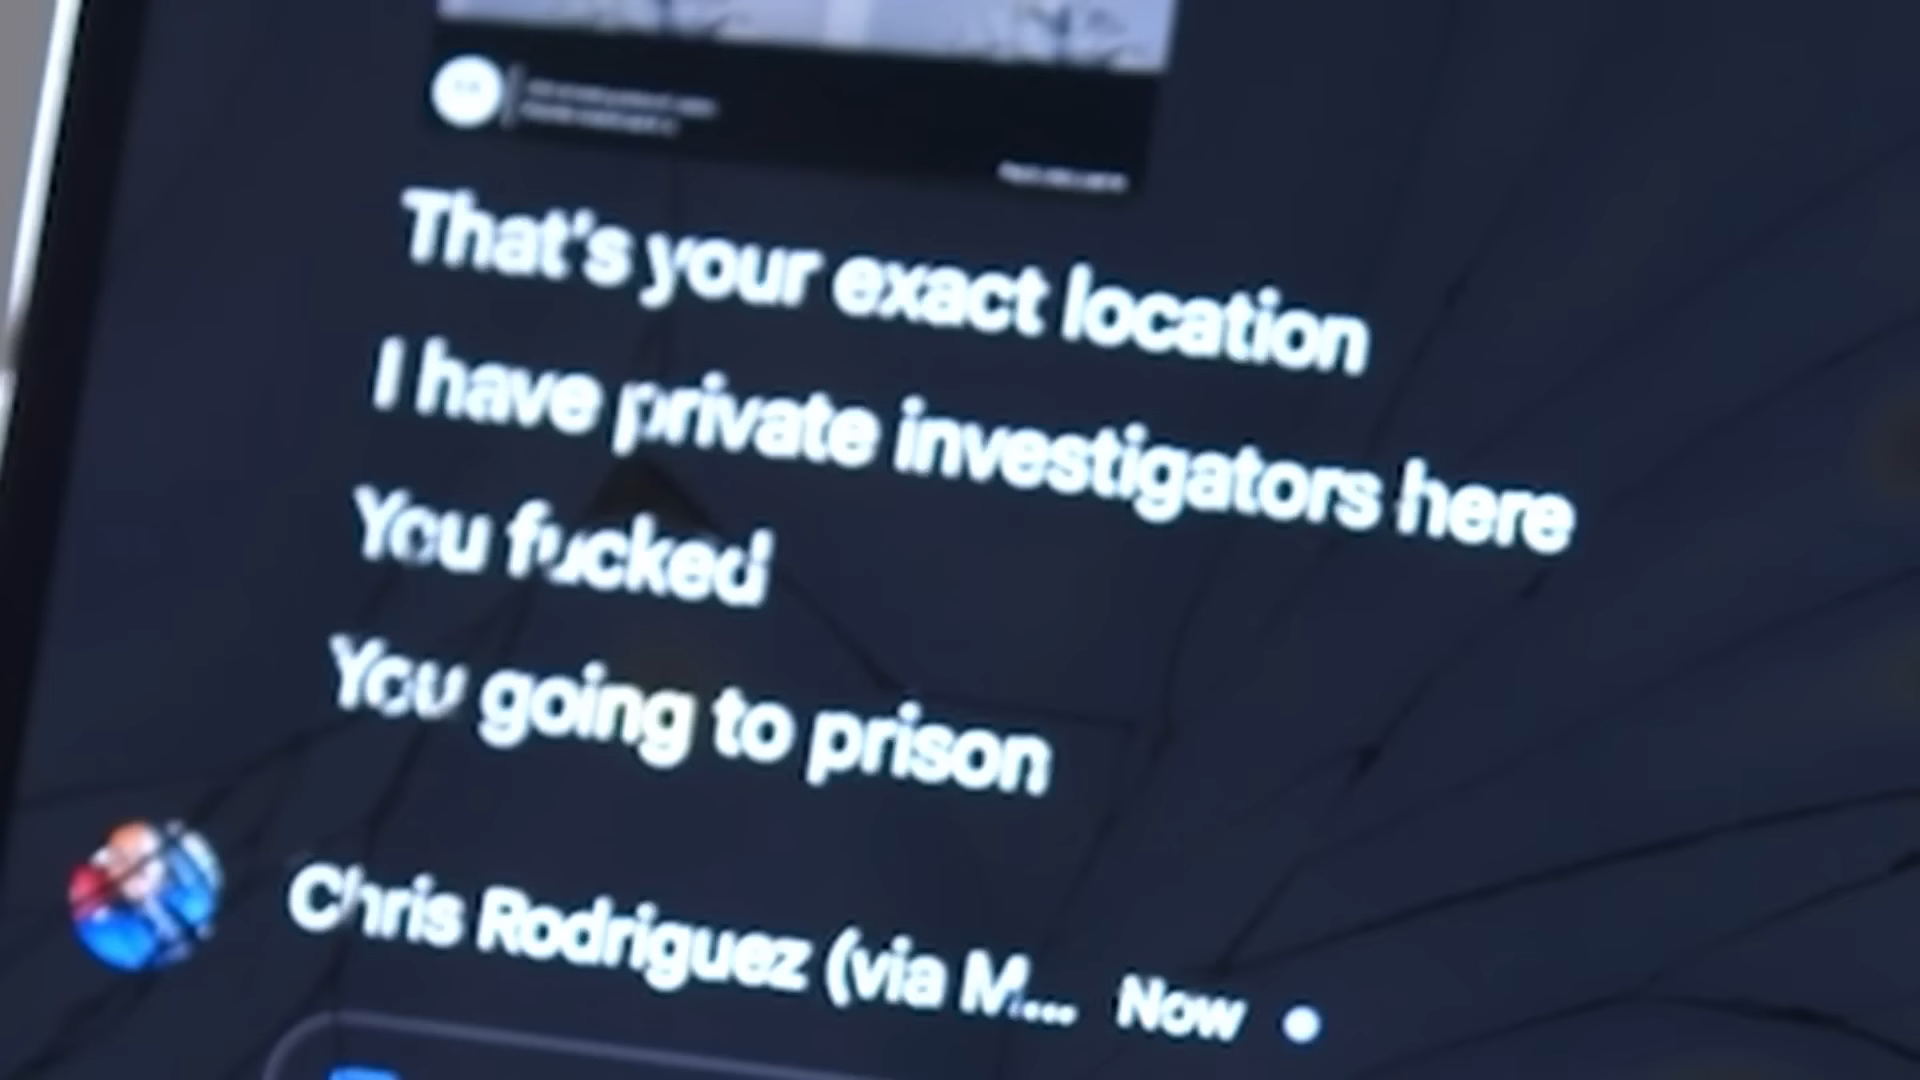 That's your exact location
I have private investigators here
You fucked
You going to prison
Chris Rodriguez (via M... Now